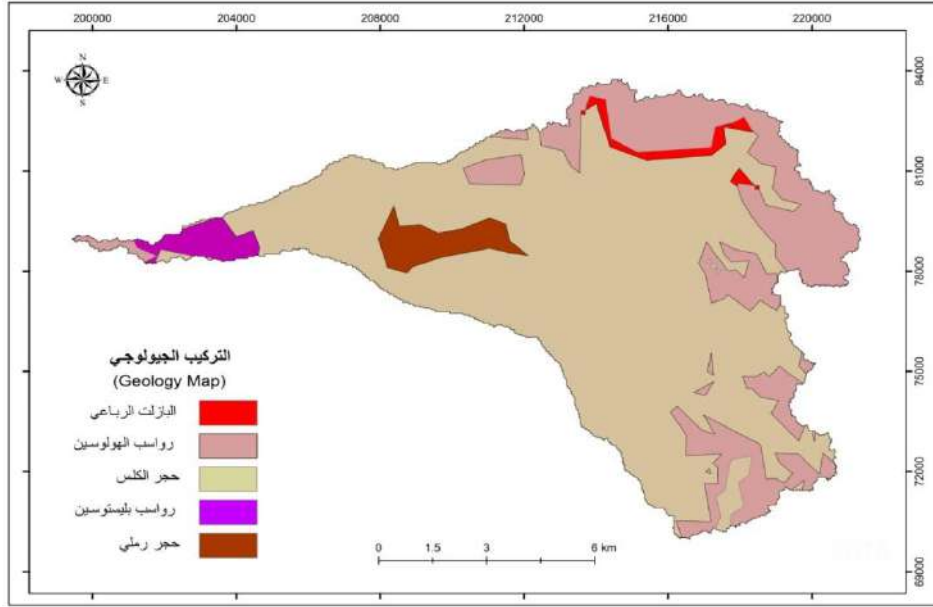 200000 204000 208000 212000 216000 220000
N
W E
S
84000
81000
78000
75000
72000
69000
التركيب الجيولوجي
(Geology Map)
البازلت الرباعي
رواسب الهولوسين
حجر الكلس
رواسب بليستوسين
حجر رملي
0 1.5 3 6 km